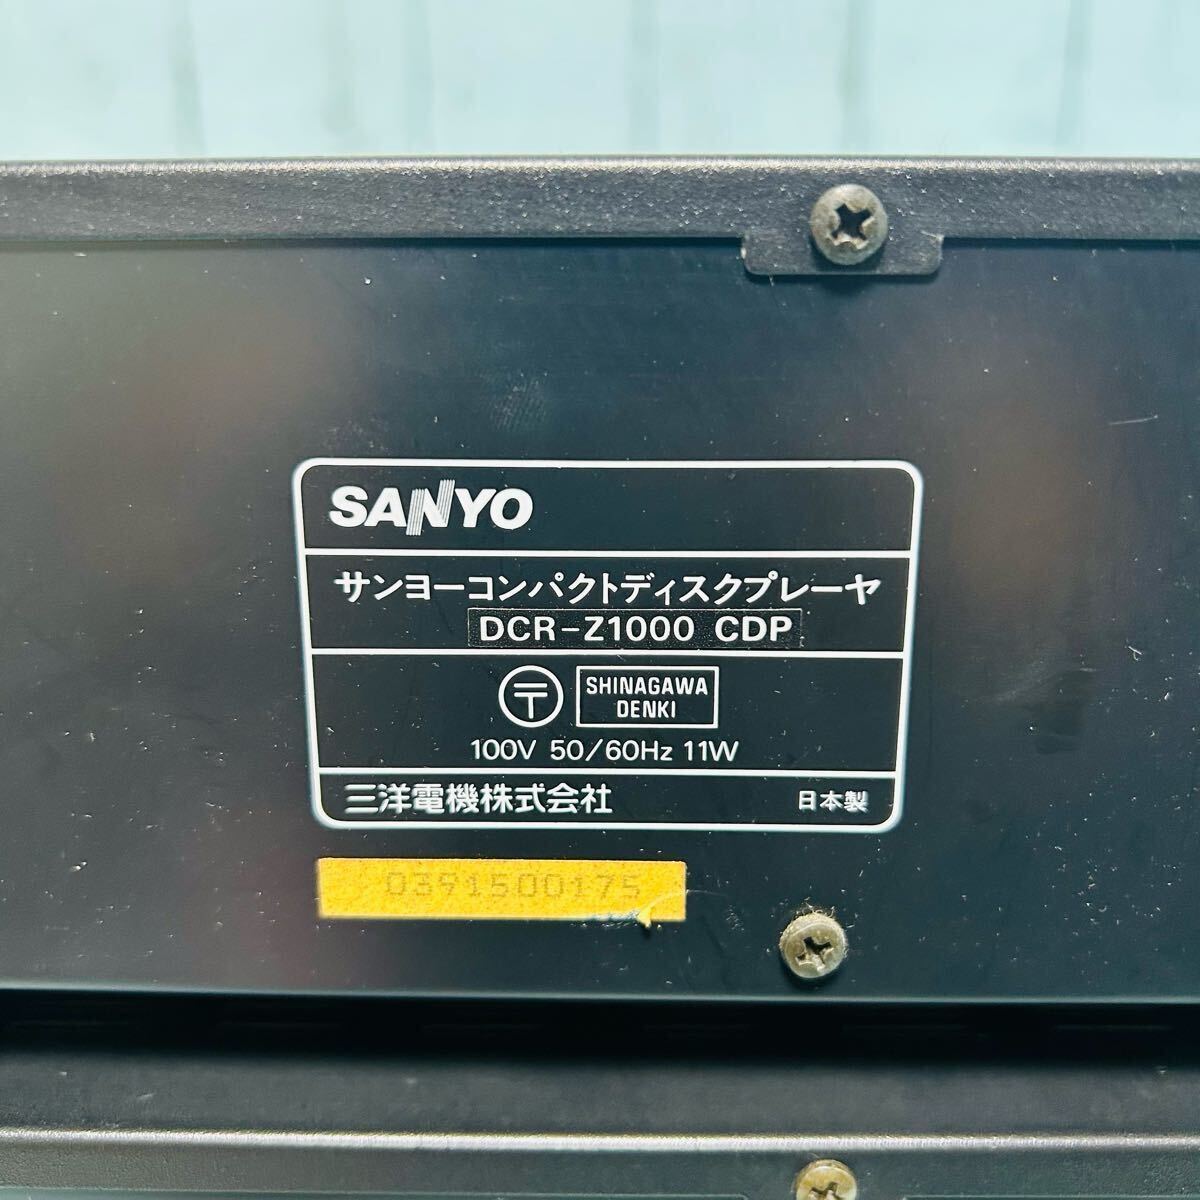 SANYO
サンヨーコンパクトディスクプレーヤ
DCR-Z1000 CDP
〒 SHINAGAWA
DENKI
100V 50/60Hz 11W
三洋電機株式会社 日本製
0391500175